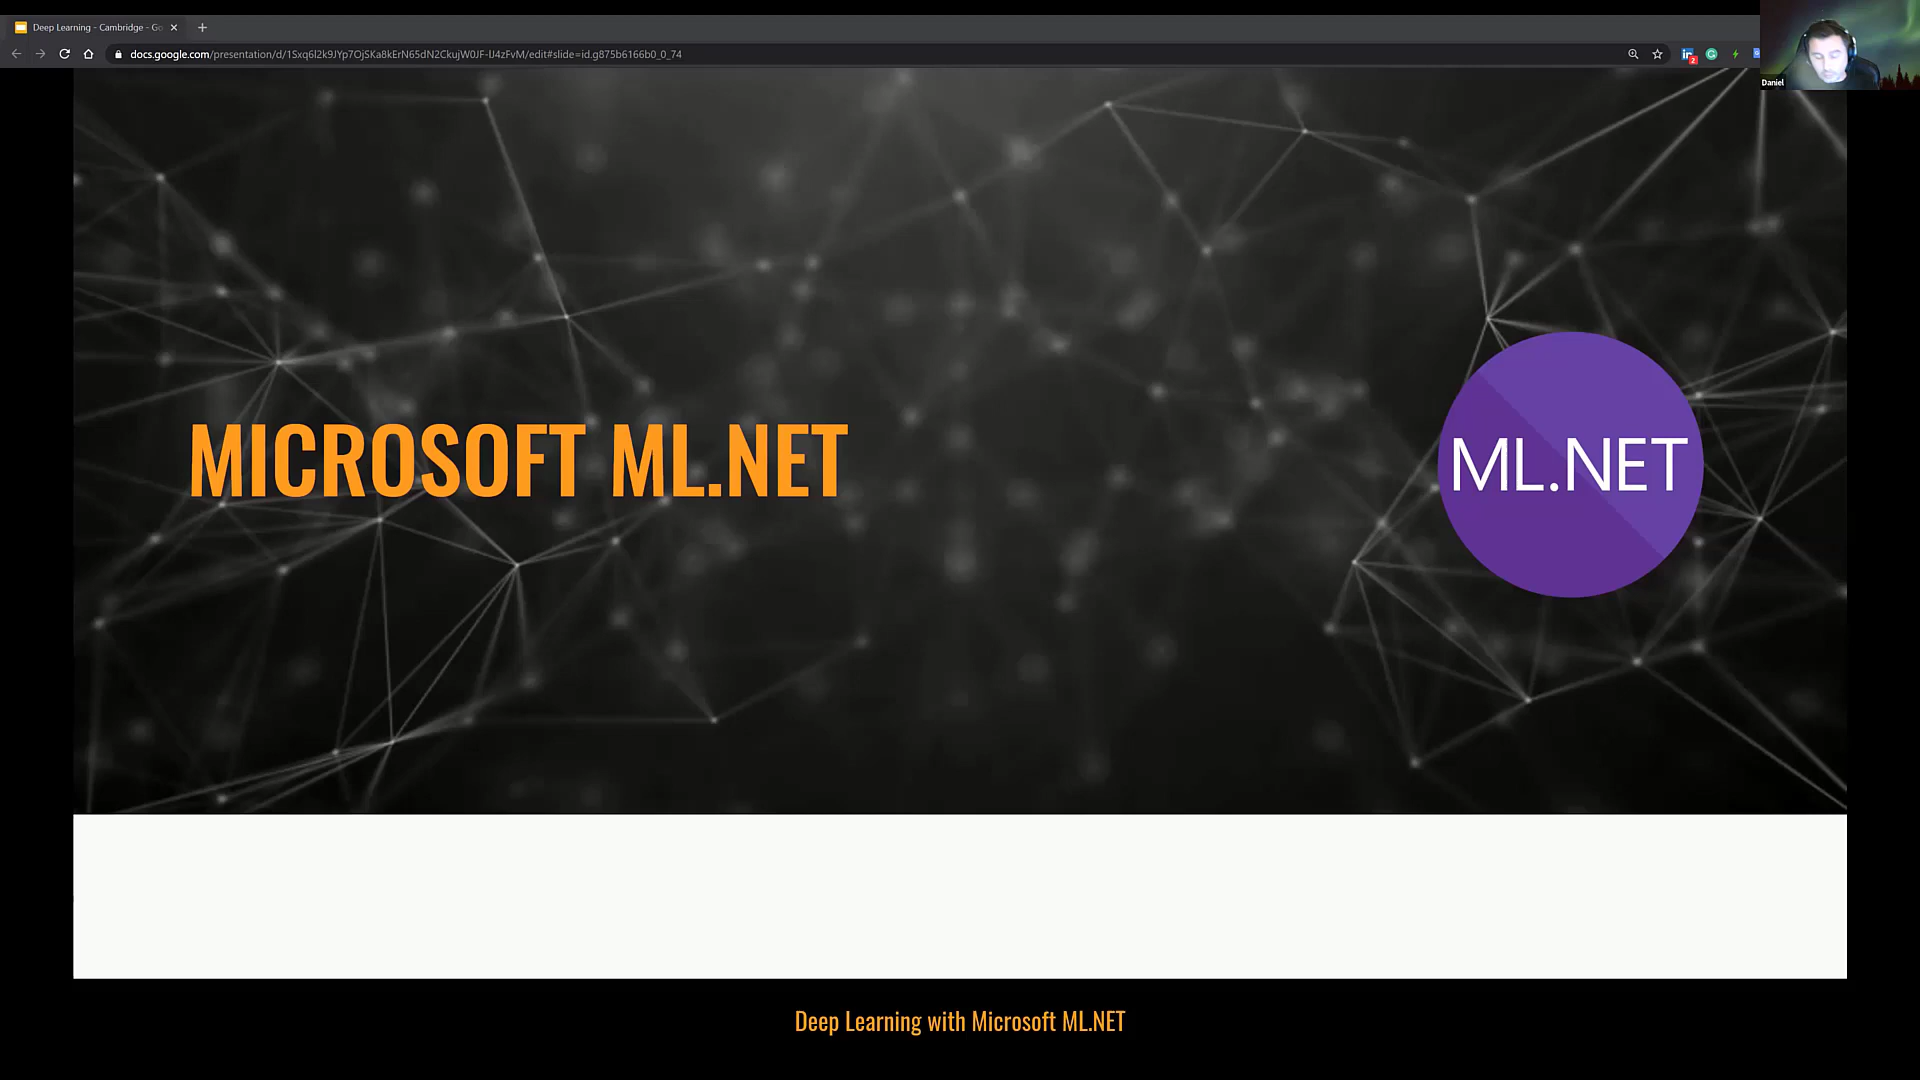 Deep Learning - Cambridge - Go
docs.google.com/presentation/d/1Sxq6l2k9JYp7OjSKa8kErN65dN2CkujW0JF-lJ4zFvM/edit#slide=id.g875b6166b0_0_74
Daniel
MICROSOFT ML.NET
ML.NET
Deep Learning with Microsoft ML.NET